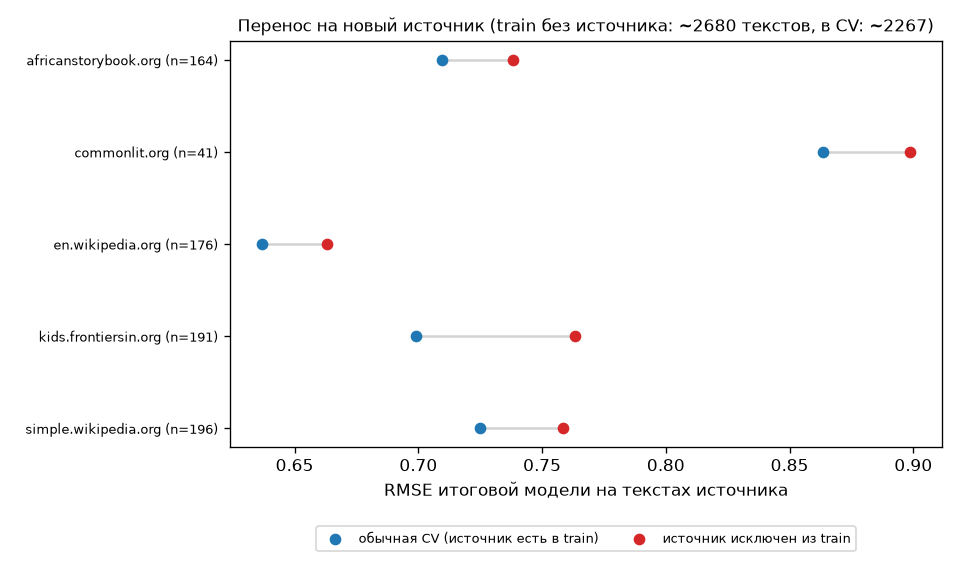 Перенос на новый источник (train без источника: ~2680 текстов, в CV: ~2267)
africanstorybook.org (n=164)
commonlit.org (n=41)
en.wikipedia.org (n=176)
kids.frontiersin.org (n=191)
simple.wikipedia.org (n=196)
0.65 0.70 0.75 0.80 0.85 0.90
RMSE итоговой модели на текстах источника
обычная CV (источник есть в train) источник исключен из train